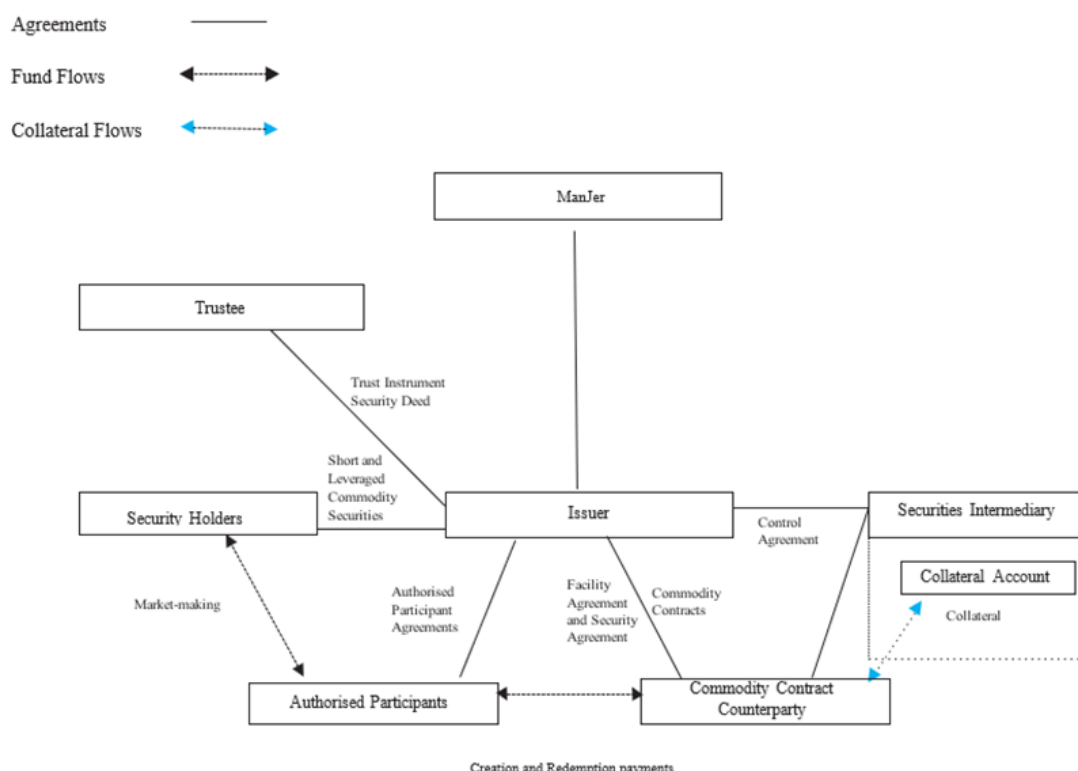 Agreements
Fund Flows
Collateral Flows
ManJer
Trustee
Trust Instrument
Security Deed
Short and
Leveraged
Commodity
Securities
Security Holders
Issuer
Securities Intermediary
Control
Agreement
Collateral Account
Collateral
Market-making
Authorised
Participant
Agreements
Facility
Agreement
and Security
Agreement
Commodity
Contracts
Authorised Participants
Commodity Contract
Counterparty
Creation and Redemption payments